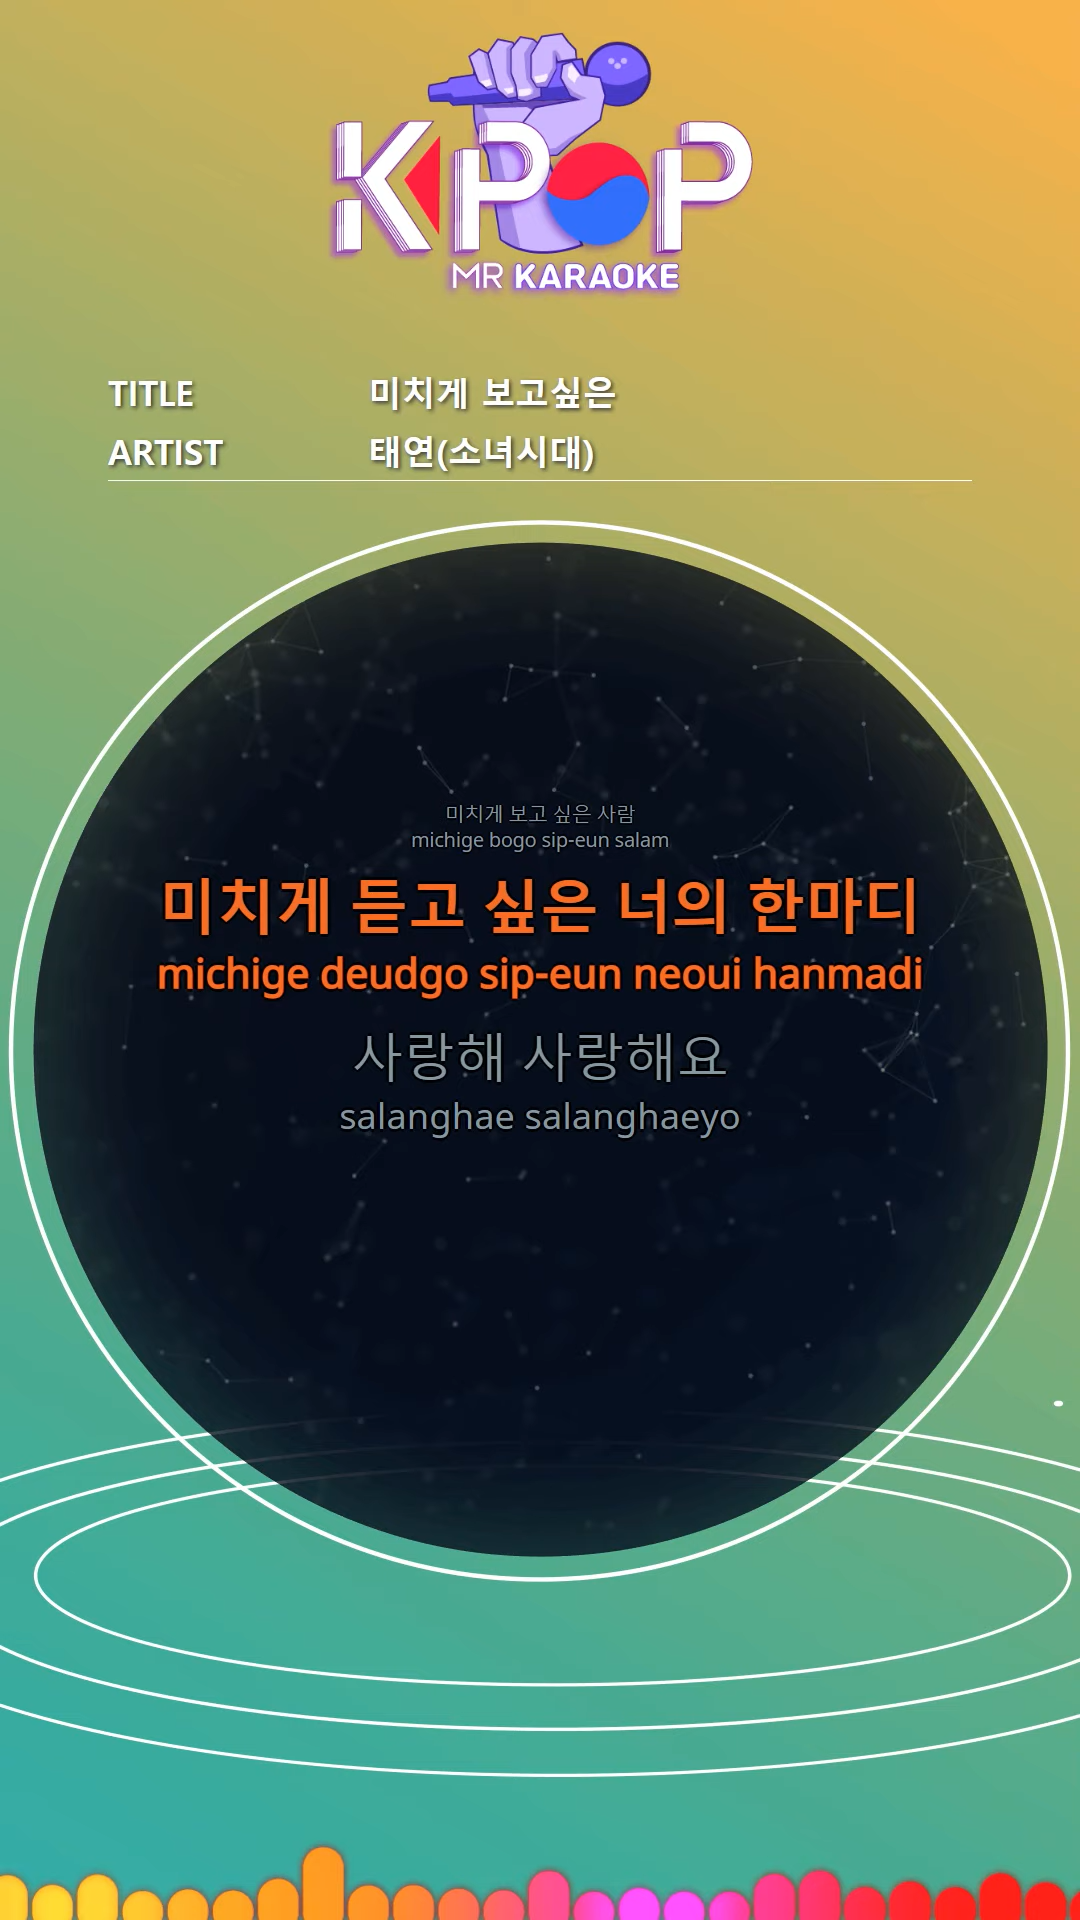 KPOP
MR KARAOKE
TITLE 미치게 보고싶은
ARTIST 태연(소녀시대)
미치게 보고 싶은 사람
michige bogo sip-eun salam
미치게 듣고 싶은 너의 한마디
michige deudgo sip-eun neoui hanmadi
사랑해 사랑해요
salanghae salanghaeyo